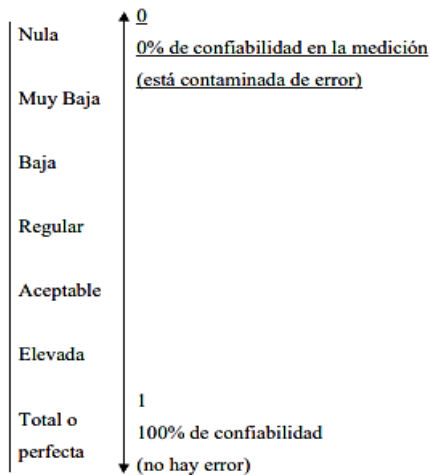 0
Nula
0% de confiabilidad en la medición
(está contaminada de error)
Muy Baja
Baja
Regular
Aceptable
Elevada
1
Total o
100% de confiabilidad
perfecta
(no hay error)